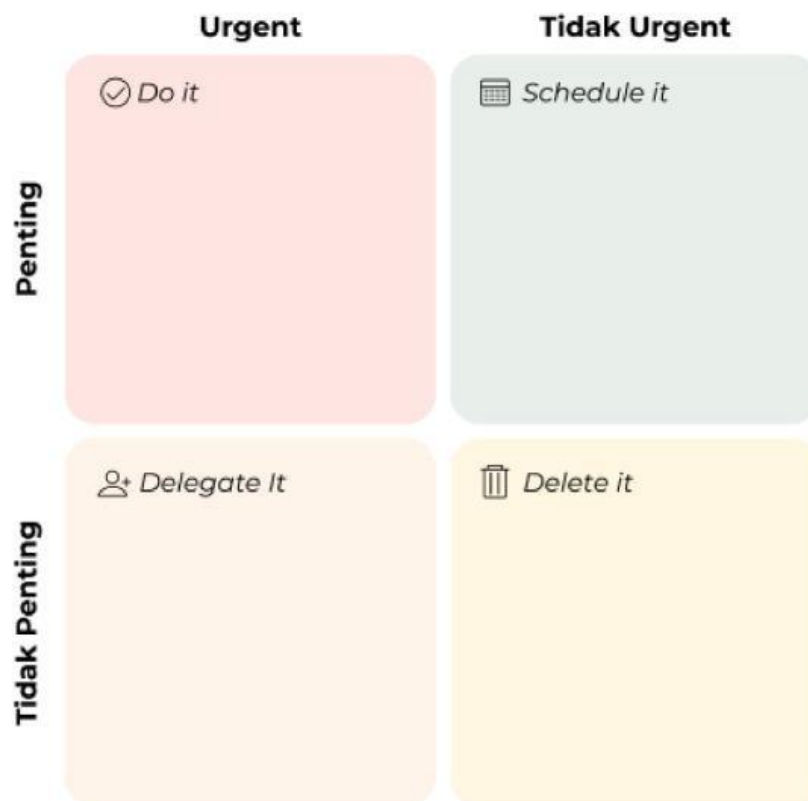 Urgent
Tidak Urgent
Penting
Do it
Schedule it
Tidak Penting
Delegate It
Delete it